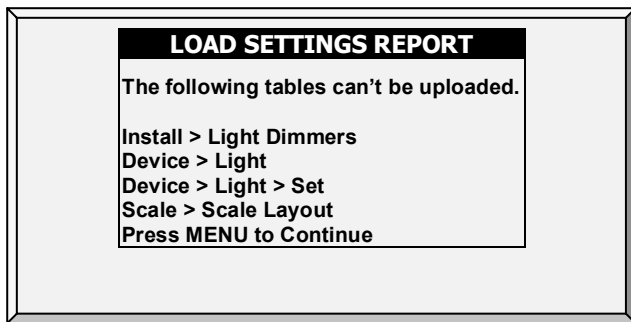 LOAD SETTINGS REPORT
The following tables can’t be uploaded.
Install > Light Dimmers
Device > Light
Device > Light > Set
Scale > Scale Layout
Press MENU to Continue